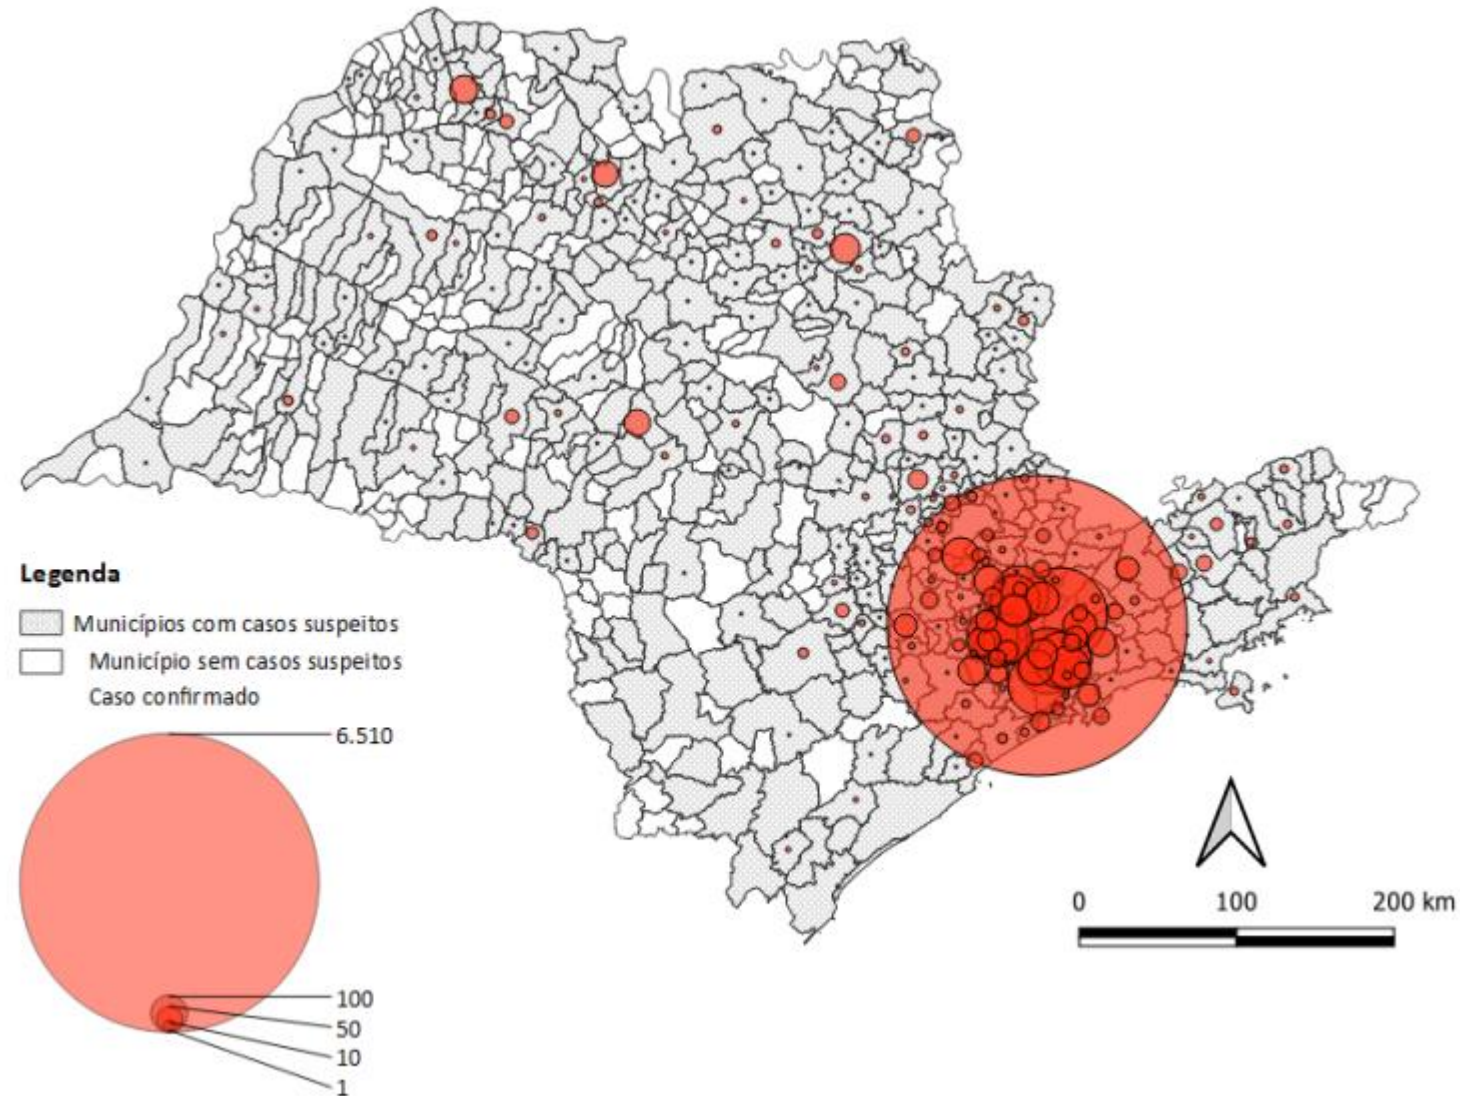 Legenda
Municípios com casos suspeitos
Município sem casos suspeitos
Caso confirmado
6.510
100
50
10
1
0 100 200 km